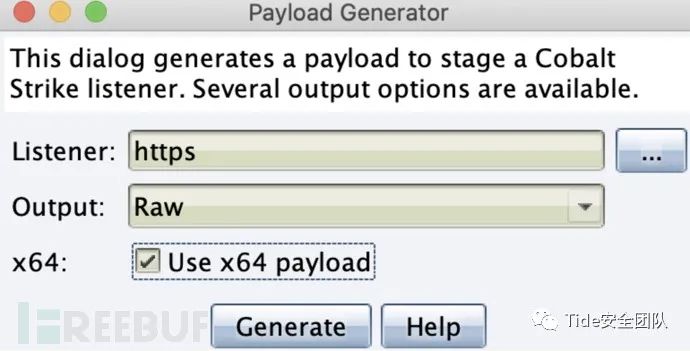 Payload Generator
This dialog generates a payload to stage a Cobalt
Strike listener. Several output options are available.
Listener: https ...
Output: Raw
x64: Use x64 payload
Generate Help
FREEBUF
Tide安全团队